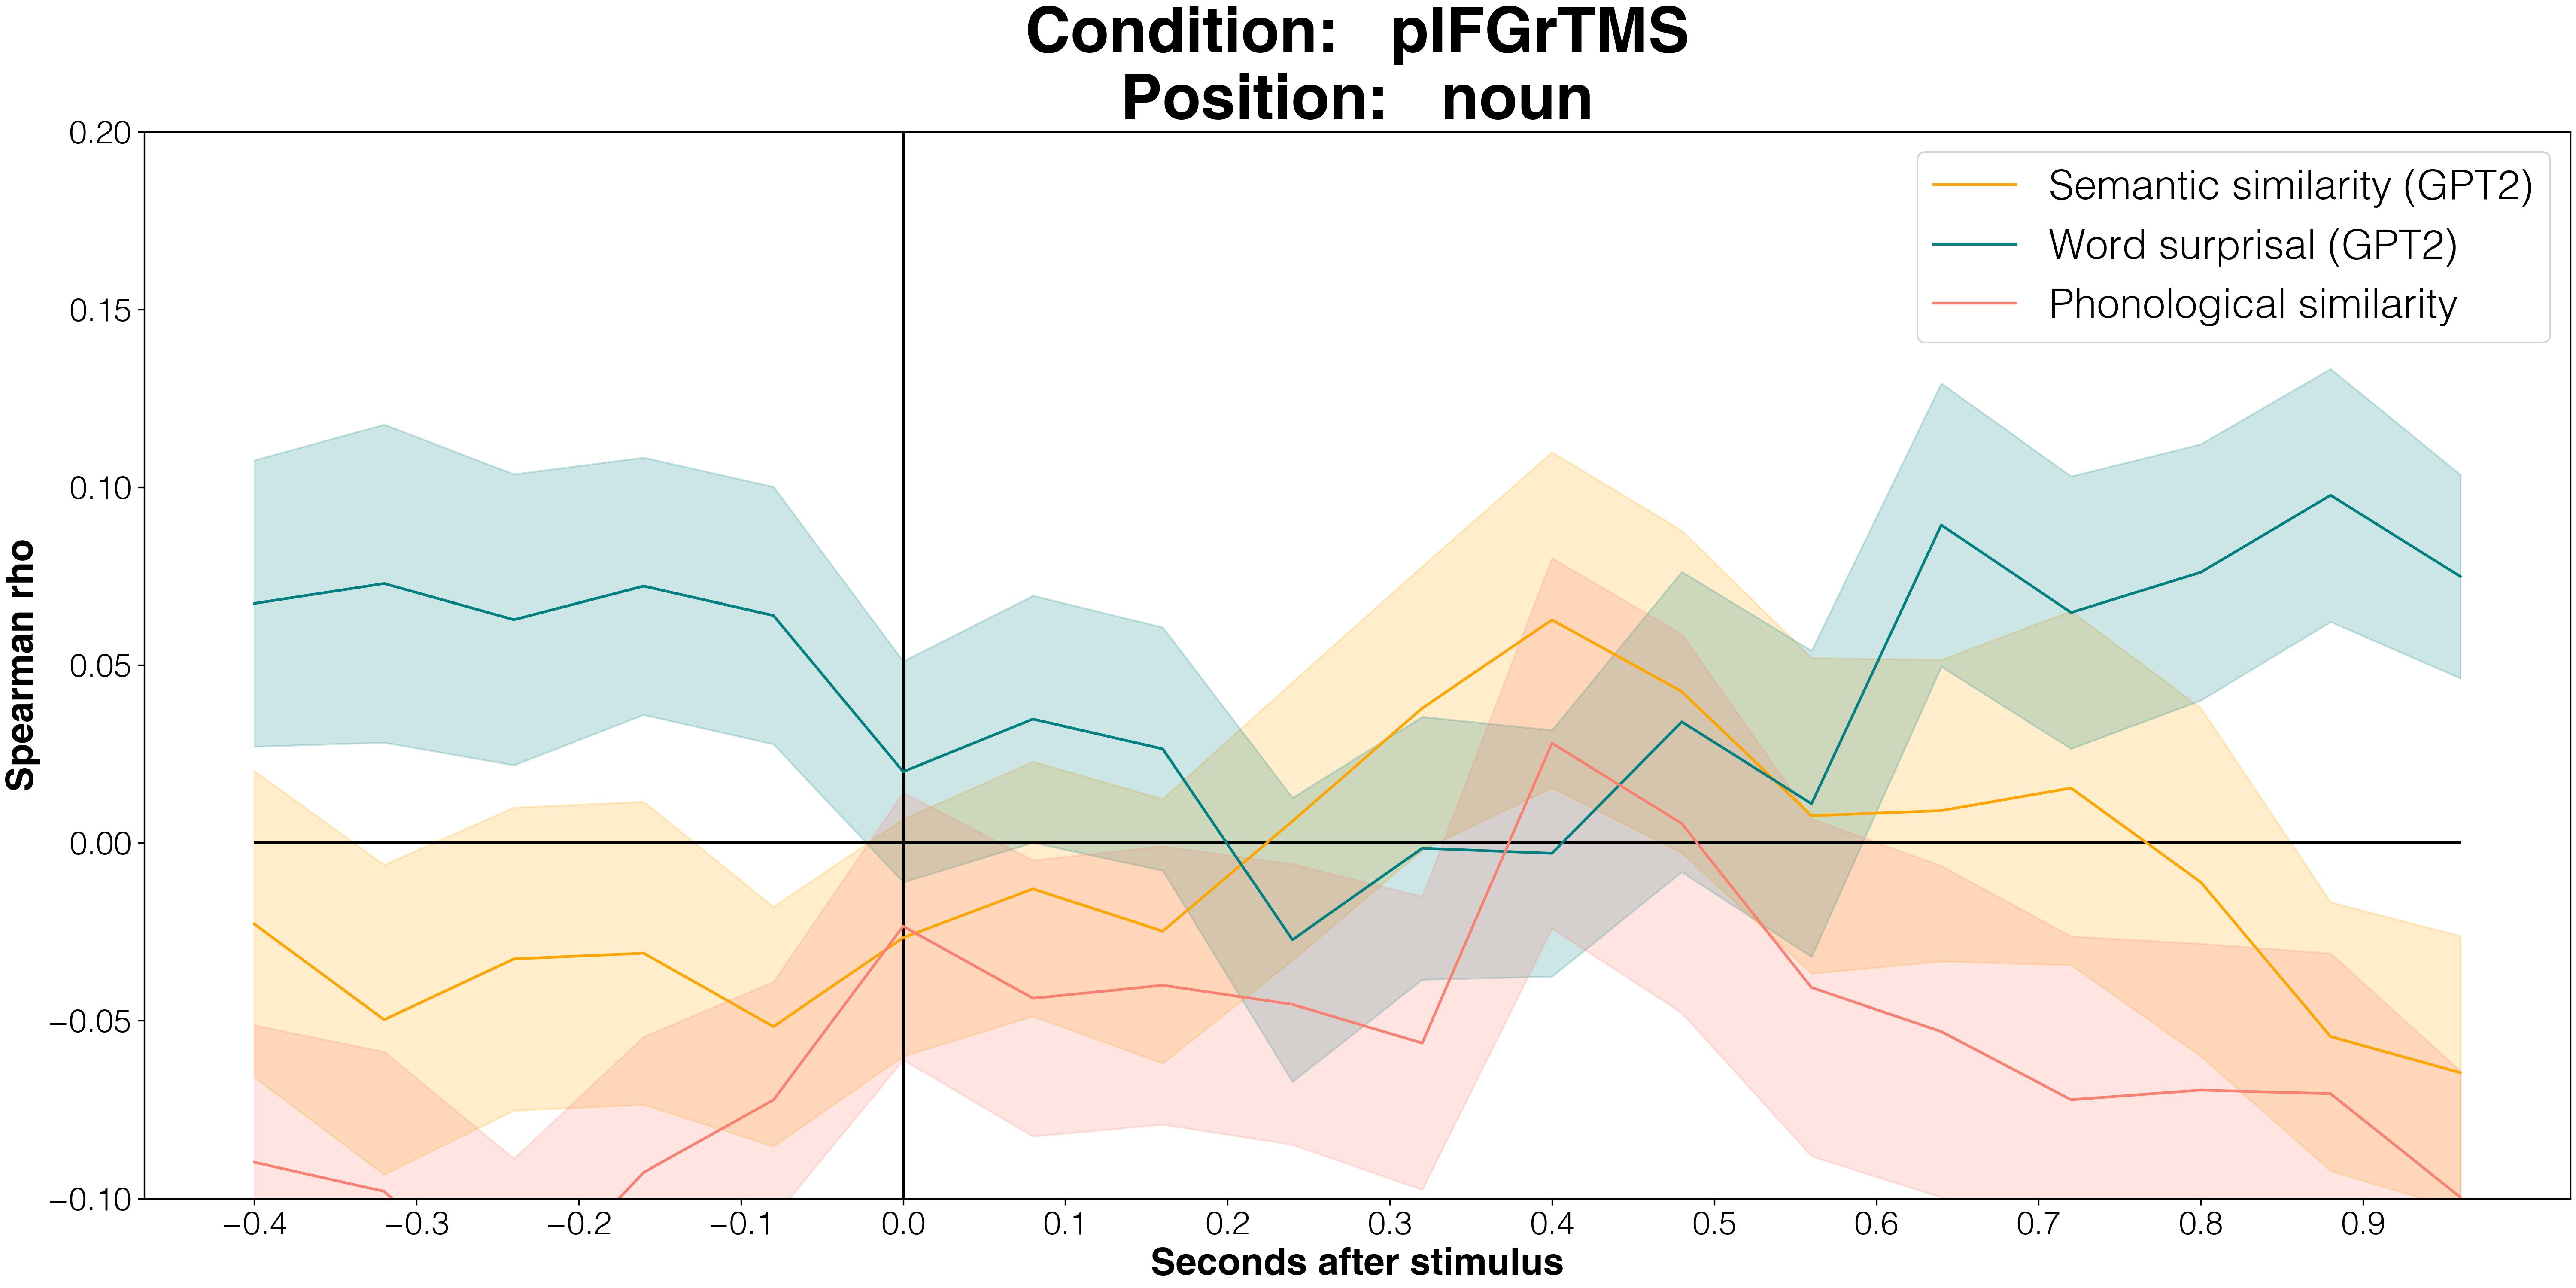 Condition: pIFGrTMS
Position: noun
Spearman rho
0.20
0.15
0.10
0.05
0.00
−0.05
−0.10
Semantic similarity (GPT2)
Word surprisal (GPT2)
Phonological similarity
−0.4 −0.3 −0.2 −0.1 0.0 0.1 0.2 0.3 0.4 0.5 0.6 0.7 0.8 0.9
Seconds after stimulus